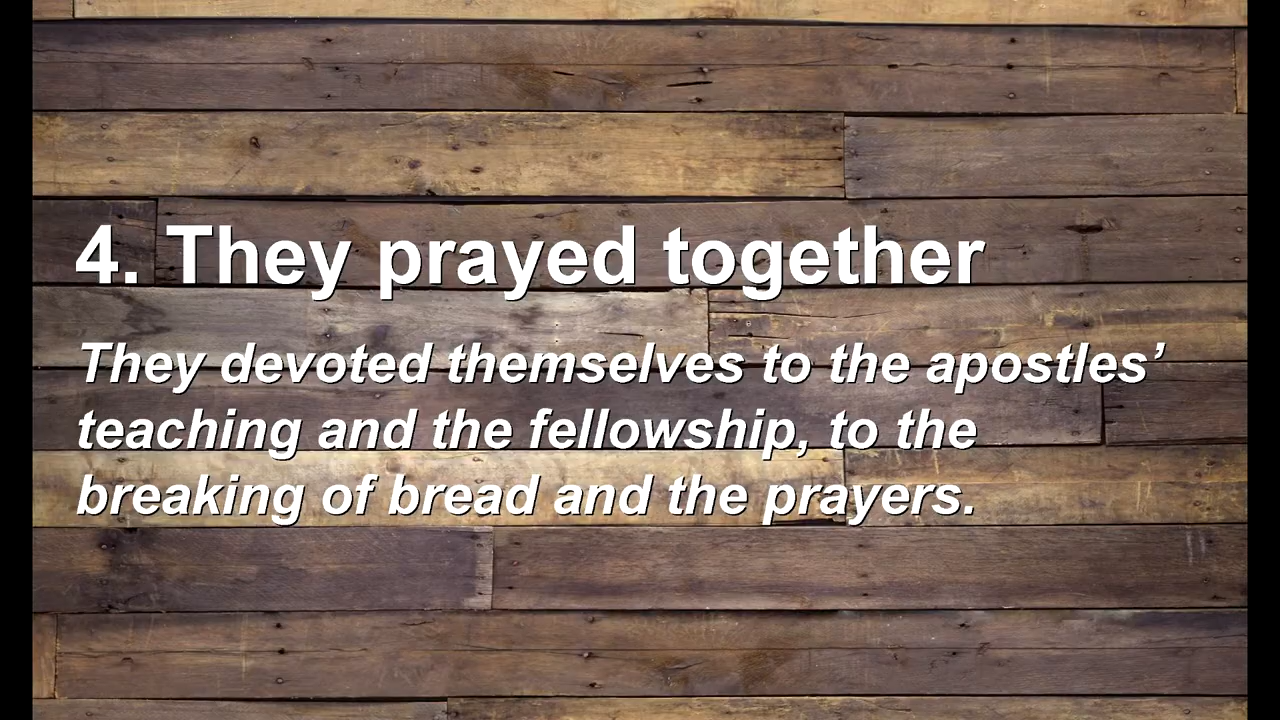 4. They prayed together
They devoted themselves to the apostles’
teaching and the fellowship, to the
breaking of bread and the prayers.